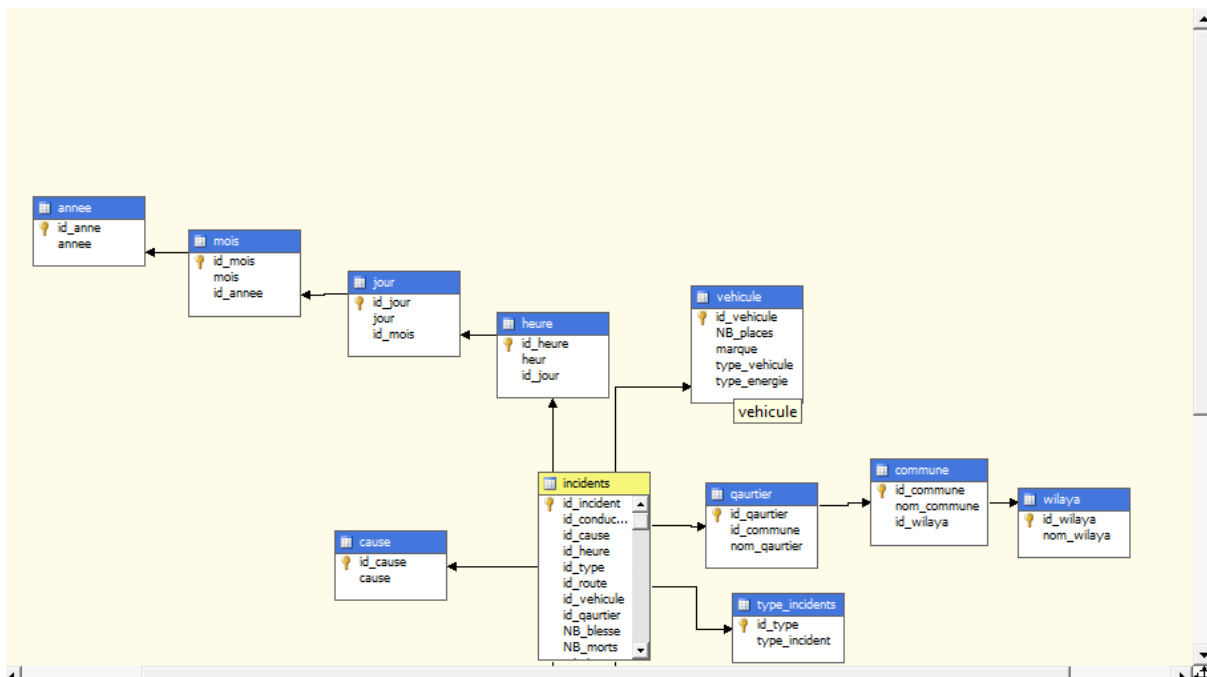 annee
id_anne
annee
mois
id_mois
mois
id_annee
jour
id_jour
jour
id_mois
heure
id_heure
heur
id_jour
vehicule
id_vehicule
NB_places
marque
type_vehicule
type_energie
vehicule
incidents
id_incident
id_conduc...
id_cause
id_heure
id_type
id_route
id_vehicule
id_qaurtier
NB_blesse
NB_morts
cause
id_cause
cause
qaurtier
id_qaurtier
id_commune
nom_qaurtier
commune
id_commune
nom_commune
id_wilaya
wilaya
id_wilaya
nom_wilaya
type_incidents
id_type
type_incident